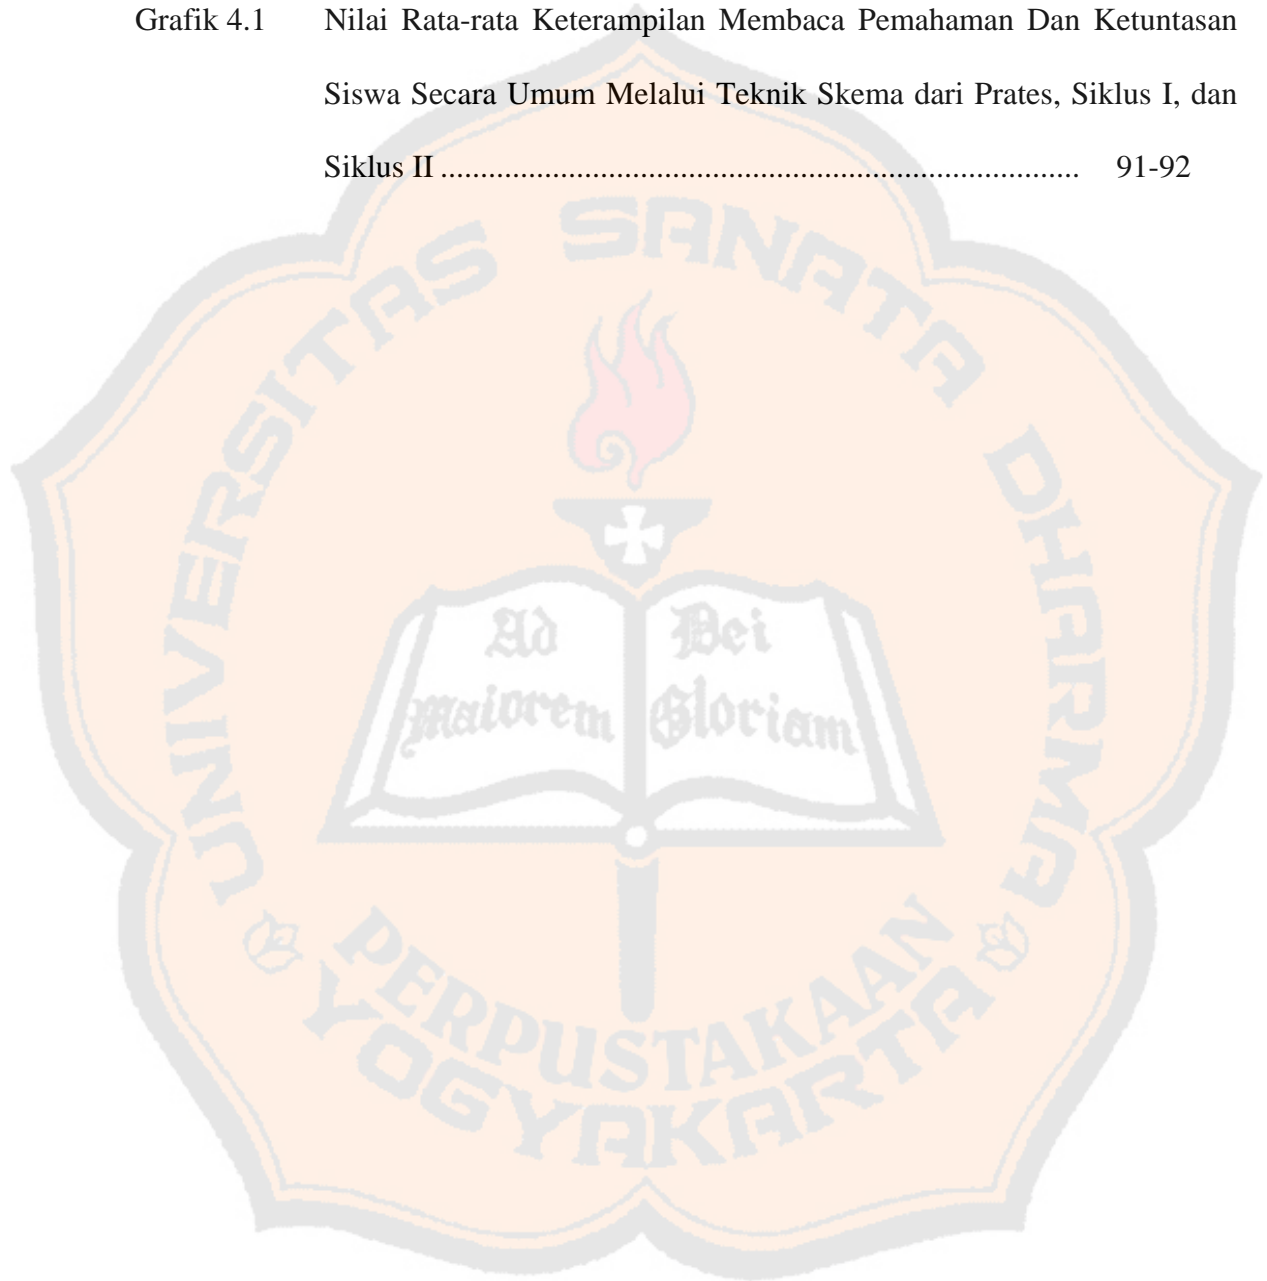 Grafik 4.1 Nilai Rata-rata Keterampilan Membaca Pemahaman Dan Ketuntasan
Siswa Secara Umum Melalui Teknik Skema dari Prates, Siklus I, dan
Siklus II ................................................................................ 91-92
UNIVERSITAS SANATA DHARMA
Ad
maiorem
Dei
Gloriam
PERPUSTAKAAN
YOGYAKARTA